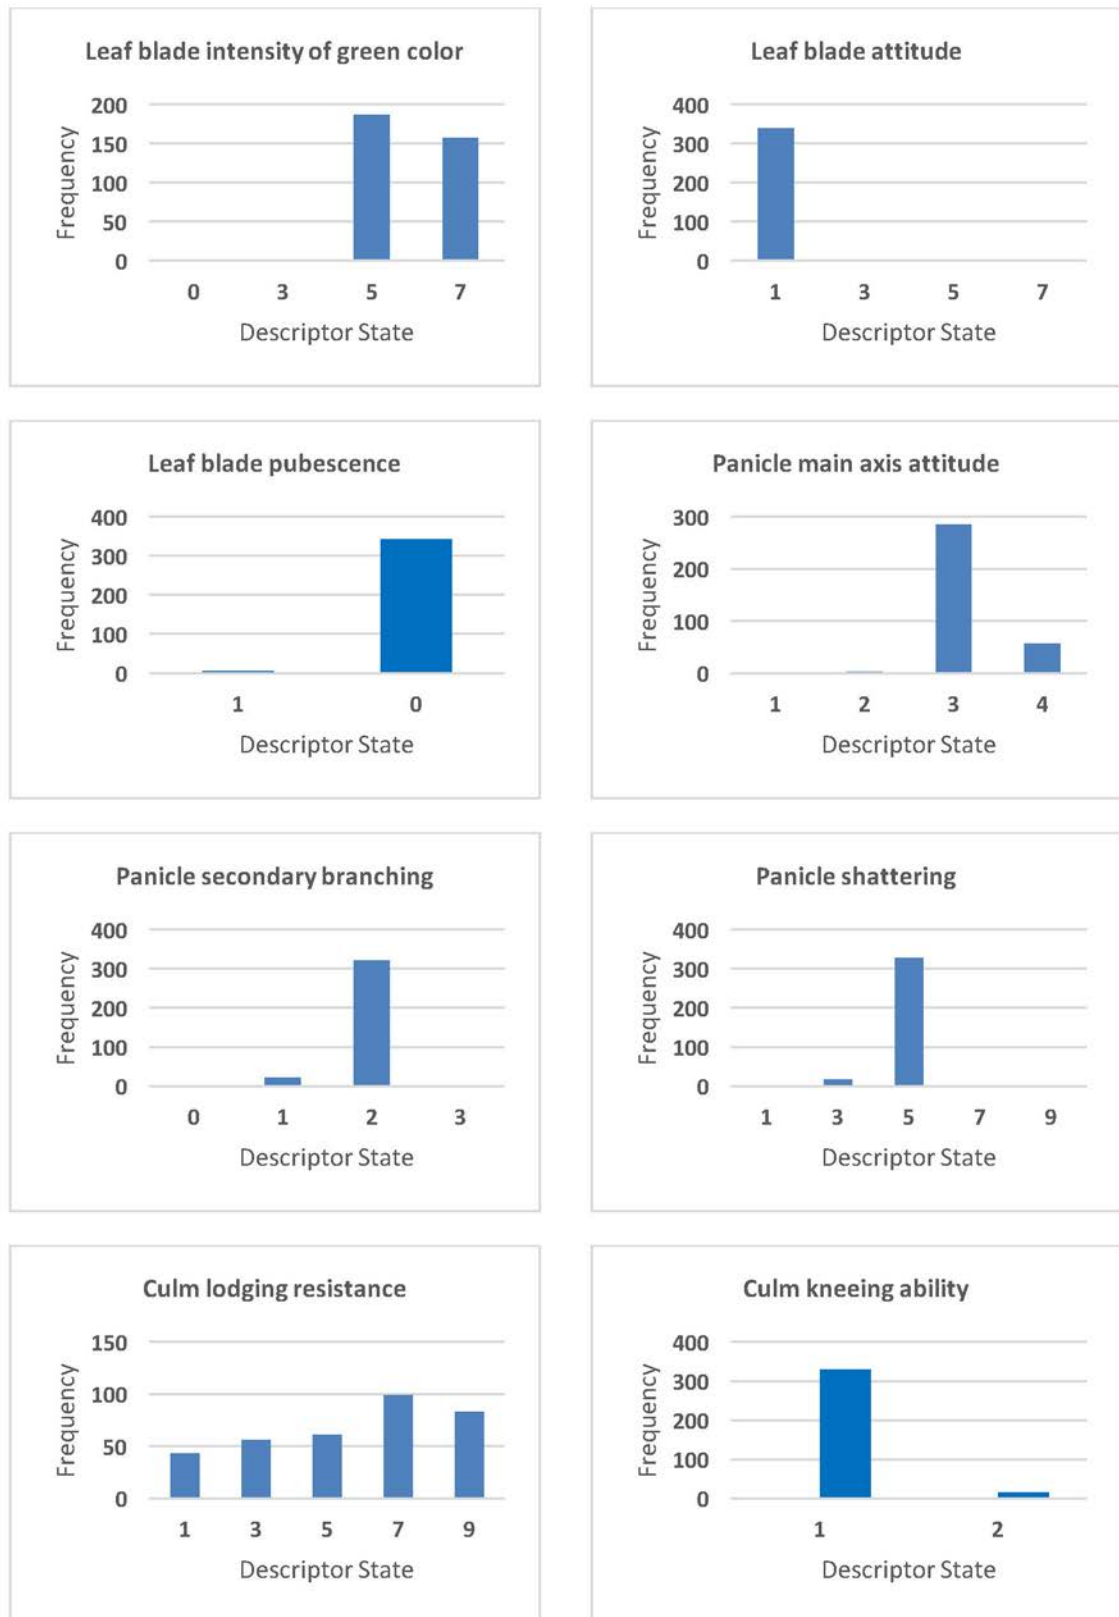 Leaf blade intensity of green color
Frequency
200
150
100
50
0
0 3 5 7
Descriptor State
Leaf blade attitude
Frequency
400
300
200
100
0
1 3 5 7
Descriptor State
Leaf blade pubescence
Frequency
400
300
200
100
0
1 0
Descriptor State
Panicle main axis attitude
Frequency
300
200
100
0
1 2 3 4
Descriptor State
Panicle secondary branching
Frequency
400
300
200
100
0
0 1 2 3
Descriptor State
Panicle shattering
Frequency
400
300
200
100
0
1 3 5 7 9
Descriptor State
Culm lodging resistance
Frequency
150
100
50
0
1 3 5 7 9
Descriptor State
Culm kneeing ability
Frequency
400
300
200
100
0
1 2
Descriptor State